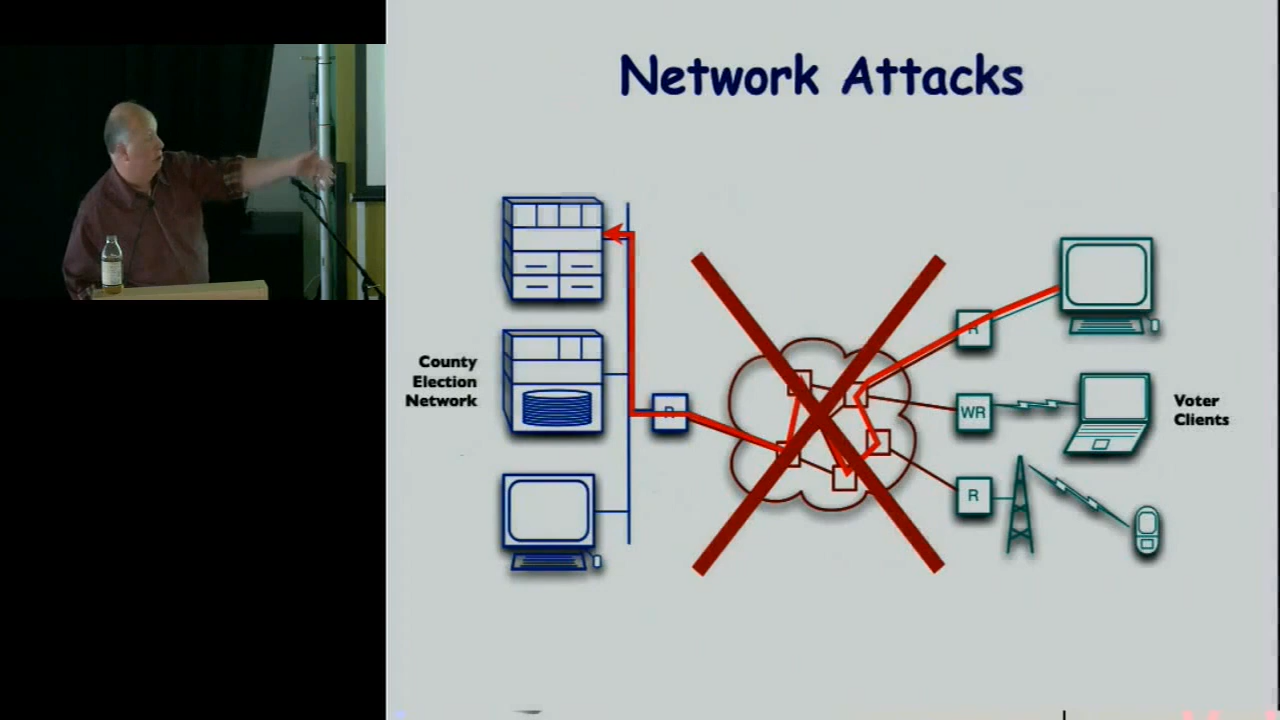 Network Attacks
County
Election
Network
R
R
WR
R
Voter
Clients